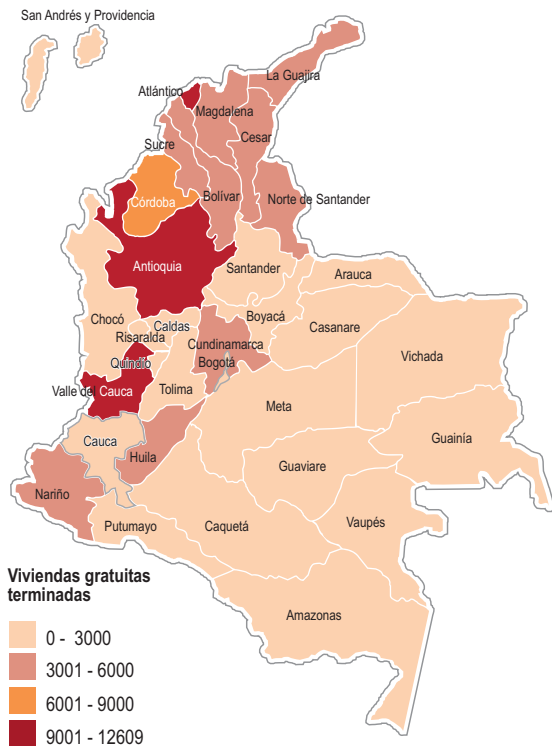 San Andrés y Providencia
La Guajira
Atlántico
Magdalena
Cesar
Sucre
Bolívar
Norte de Santander
Córdoba
Antioquia
Santander
Arauca
Chocó
Boyacá
Caldas
Casanare
Risaralda
Cundinamarca
Vichada
Quindío
Bogotá
Valle del Cauca
Tolima
Meta
Cauca
Guainía
Huila
Guaviare
Nariño
Putumayo
Caquetá
Vaupés
Amazonas
Viviendas gratuitas
terminadas
0 - 3000
3001 - 6000
6001 - 9000
9001 - 12609